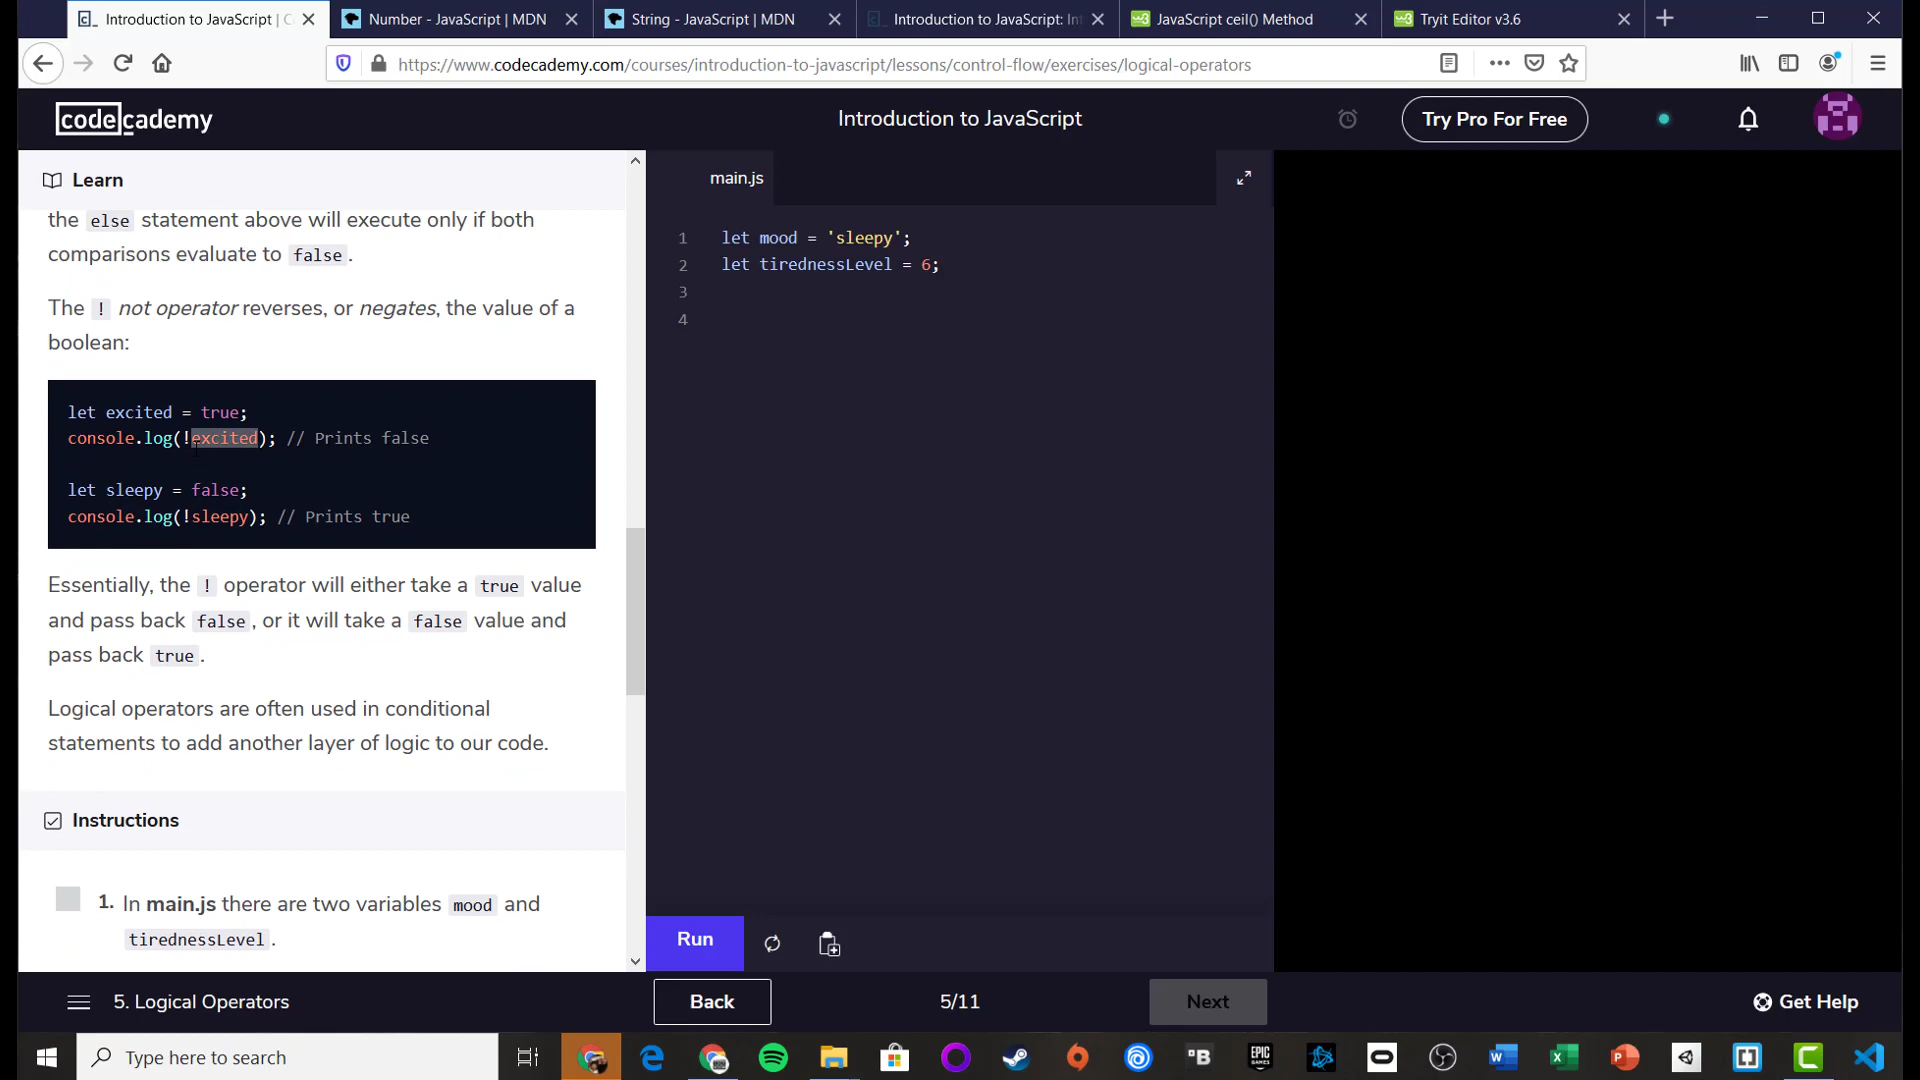 Introduction to JavaScript | C
Number - JavaScript | MDN
String - JavaScript | MDN
Introduction to JavaScript: Int
JavaScript ceil() Method
Tryit Editor v3.6
https://www.codecademy.com/courses/introduction-to-javascript/lessons/control-flow/exercises/logical-operators
codecademy
Introduction to JavaScript
Try Pro For Free
Learn
the else statement above will execute only if both
comparisons evaluate to false.
The ! not operator reverses, or negates, the value of a
boolean:
let excited = true;
console.log(!excited); // Prints false
let sleepy = false;
console.log(!sleepy); // Prints true
Essentially, the ! operator will either take a true value
and pass back false, or it will take a false value and
pass back true.
Logical operators are often used in conditional
statements to add another layer of logic to our code.
Instructions
1. In main.js there are two variables mood and
tirednessLevel.
main.js
1 let mood = 'sleepy';
2 let tirednessLevel = 6;
3
4
Run
5. Logical Operators
Back
5/11
Next
Get Help
Type here to search
EPIC
GAMES